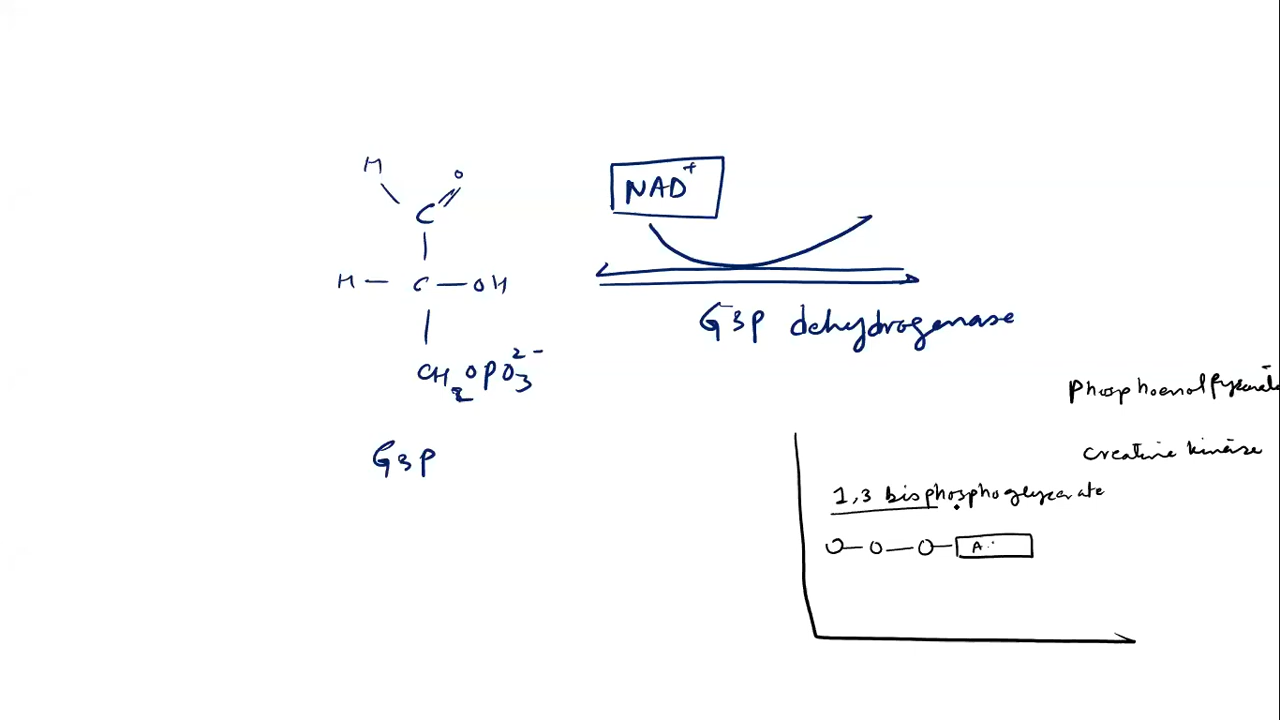 H
O
NAD+
C
H — C — OH
G3P dehydrogenase
CH2OPO3 2-
G3P
creatine kinase
1,3 bisphosphoglycerate
O—O—O— A